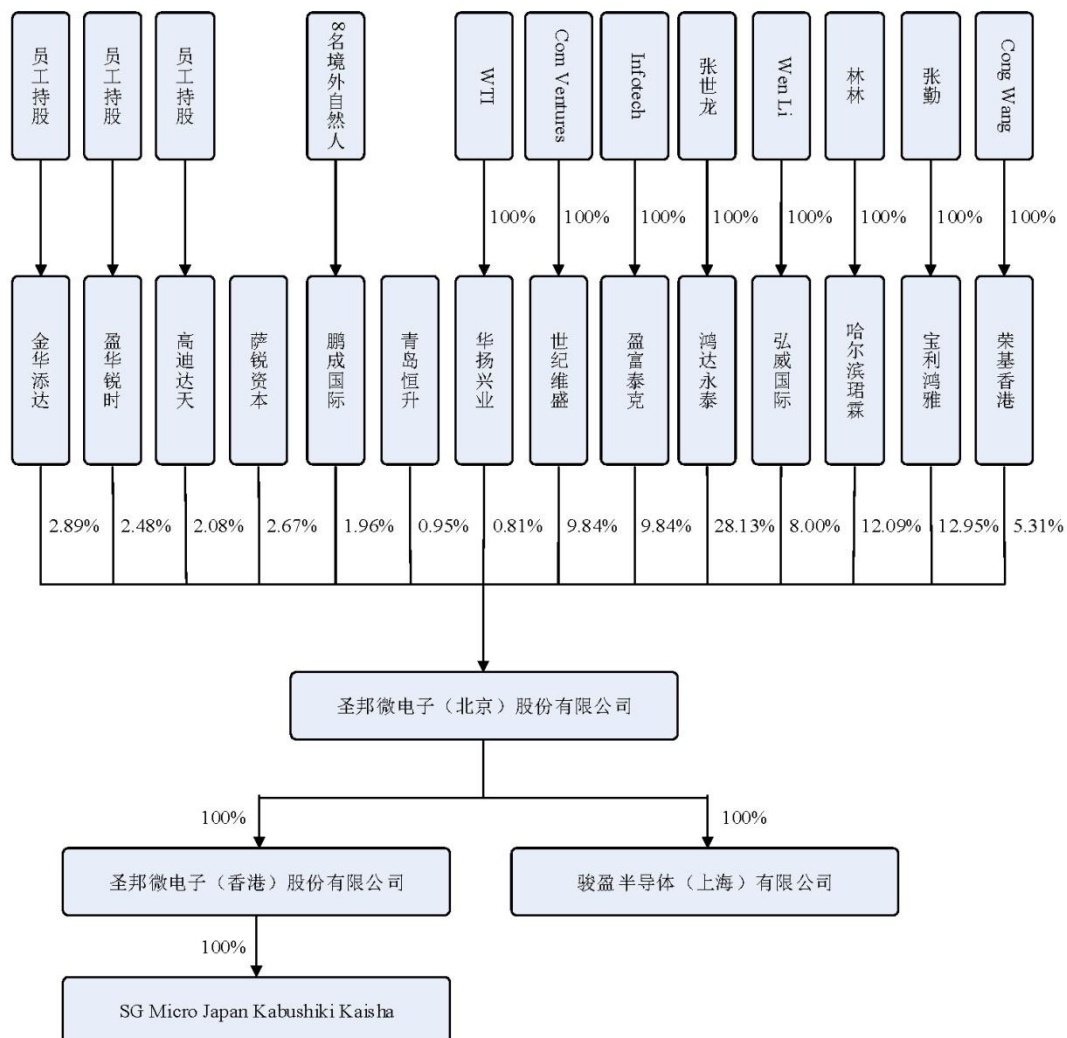 员工持股
员工持股
员工持股
8名境外自然人
WTI
Com Ventures
Infotech
张世龙
Wen Li
林林
张勤
Cong Wang
100%
100%
100%
100%
100%
100%
100%
100%
金华添达
盈华锐时
高迪达天
萨锐资本
鹏成国际
青岛恒升
华扬兴业
世纪维盛
盈富泰克
鸿达永泰
弘威国际
哈尔滨珺霖
宝利鸿雅
荣基香港
2.89%
2.48%
2.08%
2.67%
1.96%
0.95%
0.81%
9.84%
9.84%
28.13%
8.00%
12.09%
12.95%
5.31%
圣邦微电子（北京）股份有限公司
100%
100%
圣邦微电子（香港）股份有限公司
骏盈半导体（上海）有限公司
100%
SG Micro Japan Kabushiki Kaisha